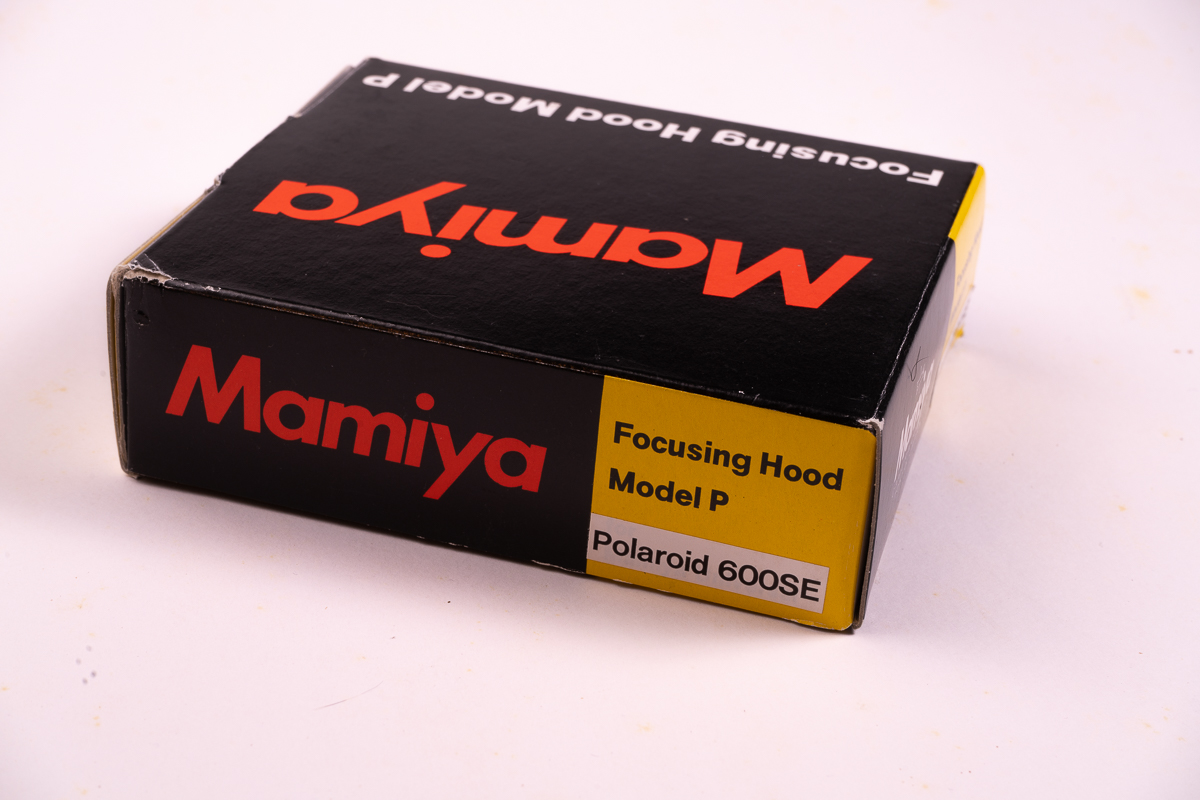 Focusing Hood Model P
Mamiya
Mamiya
Focusing Hood
Model P
Polaroid 600SE